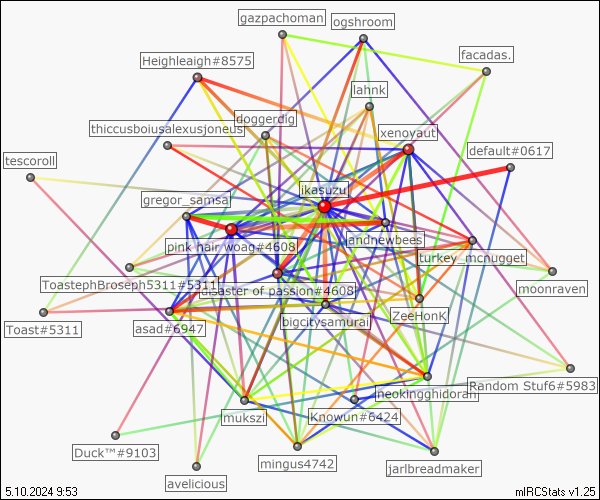 gazpachoman
ogshroom
facadas.
Heighleaigh#8575
lahnk
doggerdig
thiccusboiusalexusjoneus
xenoyaut
default#0617
tescoroll
ikasuzu
gregor_samsa
jandnewbees
pink hair woag#4608
turkey_mcnugget
ToastephBroseph5311#5311
disaster of passion#4608
moonraven
Toast#5311
asad#6947
bigcitysamurai
ZeeHonK
Random Stuf6#5983
neokingghidorah
mukszi
Knowun#6424
Duck™#9103
mingus4742
jarlbreadmaker
avelicious
5.10.2024 9:53
mIRCStats v1.25